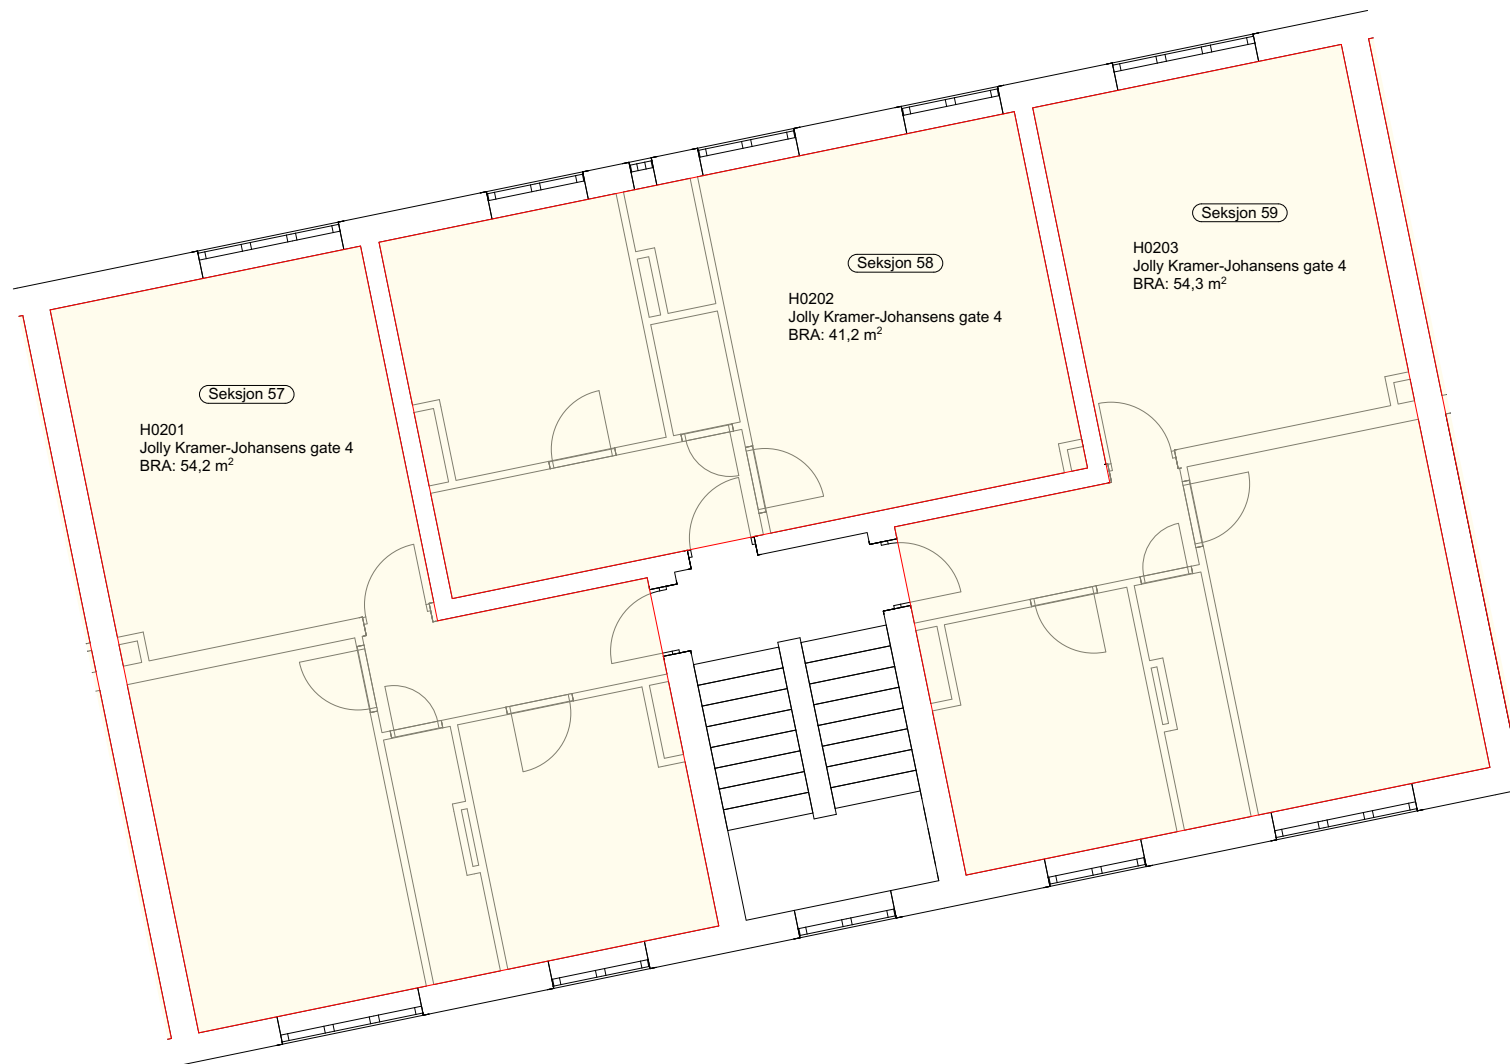 Seksjon 57
H0201
Jolly Kramer-Johansens gate 4
BRA: 54,2 m²
Seksjon 58
H0202
Jolly Kramer-Johansens gate 4
BRA: 41,2 m²
Seksjon 59
H0203
Jolly Kramer-Johansens gate 4
BRA: 54,3 m²